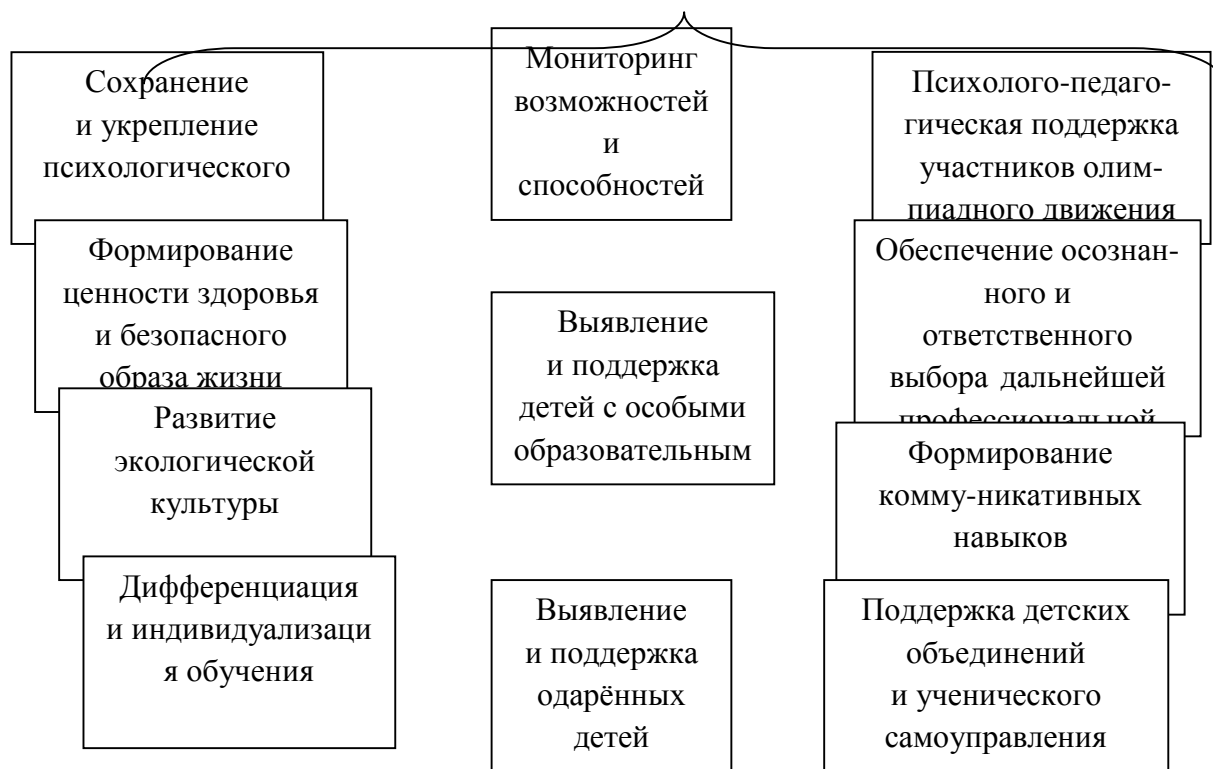 Сохранение
и укрепление
психологического
Формирование
ценности здоровья
и безопасного
образа жизни
Развитие
экологической
культуры
Дифференциация
и индивидуализаци
я обучения
Мониторинг
возможностей
и
способностей
Выявление
и поддержка
детей с особыми
образовательным
Выявление
и поддержка
одарённых
детей
Психолого-педаго-
гическая поддержка
участников олим-
пиадного движения
Обеспечение осознан-
ного и
ответственного
выбора дальнейшей
профессиональной
Формирование
комму-никативных
навыков
Поддержка детских
объединений
и ученического
самоуправления